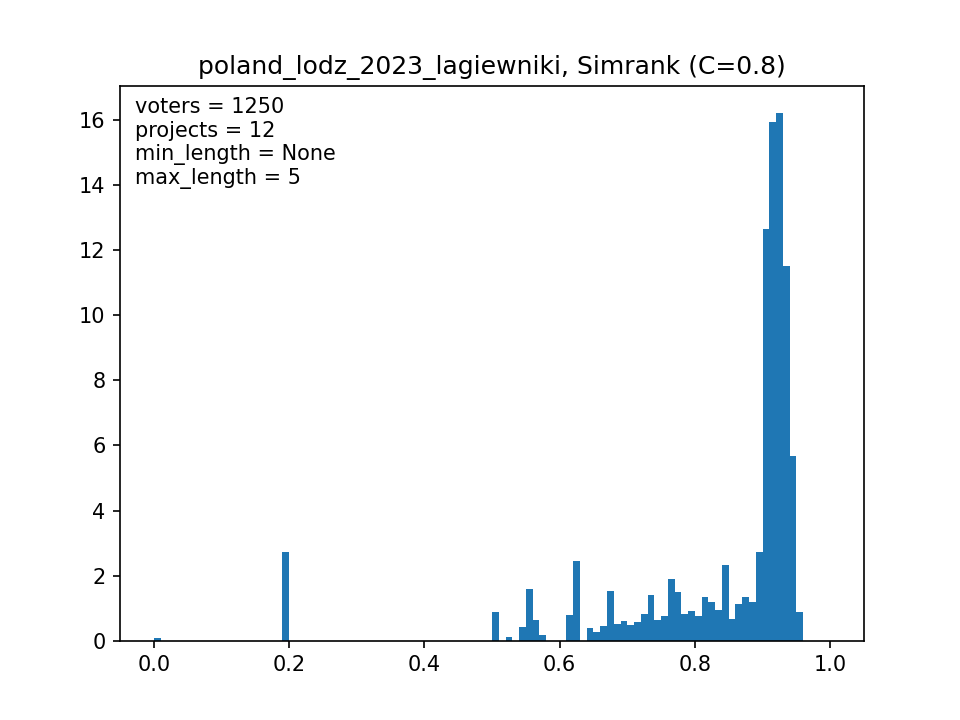 poland_lodz_2023_lagiewniki, Simrank (C=0.8)
voters = 1250
projects = 12
min_length = None
max_length = 5
16
14
12
10
8
6
4
2
0
0.0 0.2 0.4 0.6 0.8 1.0